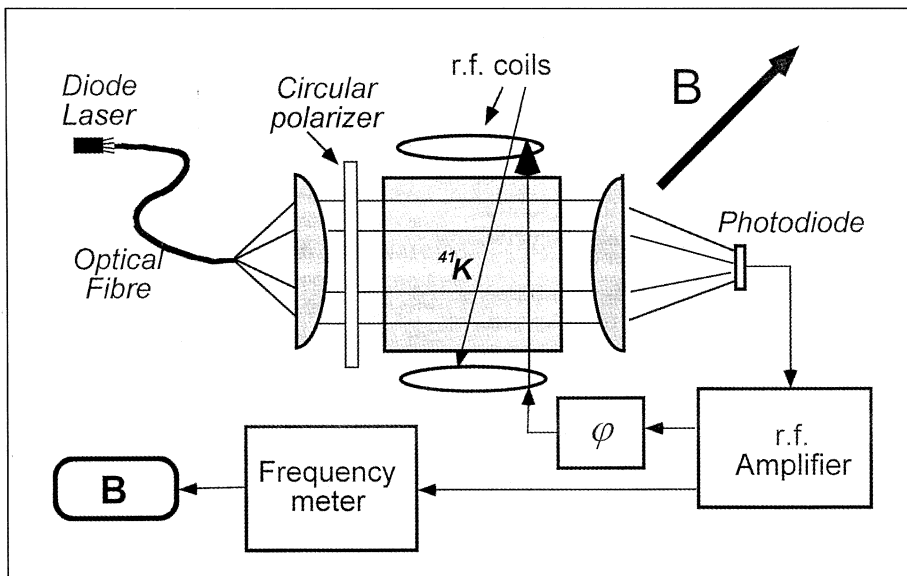 Diode
Laser
Circular
polarizer
r.f. coils
B
Photodiode
Optical
Fibre
⁴¹K
φ
r.f.
Amplifier
Frequency
meter
B